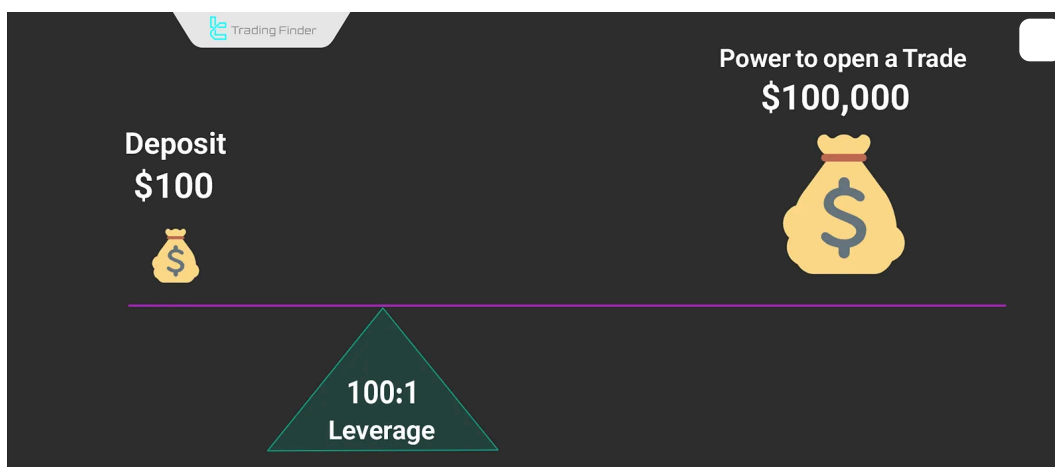 Trading Finder
Power to open a Trade
$100,000
Deposit
$100
$
$
100:1
Leverage